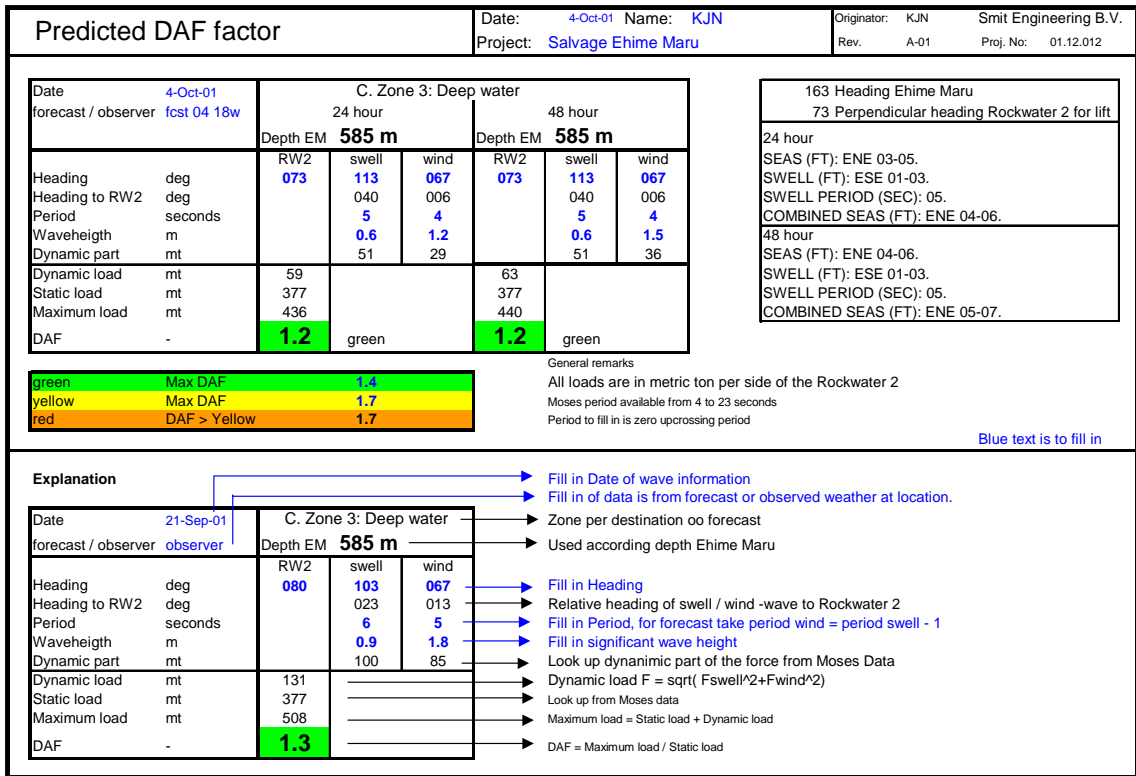 Predicted DAF factor
Date: 4-Oct-01 Name: KJN
Project: Salvage Ehime Maru
Originator: KJN Smit Engineering B.V.
Rev. A-01 Proj. No: 01.12.012
Date 4-Oct-01 C. Zone 3: Deep water
forecast / observer fcst 04 18w 24 hour 48 hour
Depth EM 585 m Depth EM 585 m
RW2 swell wind RW2 swell wind
Heading deg 073 113 067 073 113 067
Heading to RW2 deg 040 006 040 006
Period seconds 5 4 5 4
Waveheigth m 0.6 1.2 0.6 1.5
Dynamic part mt 51 29 51 36
Dynamic load mt 59 63
Static load mt 377 377
Maximum load mt 436 440
DAF - 1.2 green 1.2 green
163 Heading Ehime Maru
73 Perpendicular heading Rockwater 2 for lift
24 hour
SEAS (FT): ENE 03-05.
SWELL (FT): ESE 01-03.
SWELL PERIOD (SEC): 05.
COMBINED SEAS (FT): ENE 04-06.
48 hour
SEAS (FT): ENE 04-06.
SWELL (FT): ESE 01-03.
SWELL PERIOD (SEC): 05.
COMBINED SEAS (FT): ENE 05-07.
green Max DAF 1.4
yellow Max DAF 1.7
red DAF > Yellow 1.7
General remarks
All loads are in metric ton per side of the Rockwater 2
Moses period available from 4 to 23 seconds
Period to fill in is zero upcrossing period
Blue text is to fill in
Explanation
Fill in Date of wave information
Fill in of data is from forecast or observed weather at location.
Date 21-Sep-01 C. Zone 3: Deep water Zone per destination oo forecast
forecast / observer observer Depth EM 585 m Used according depth Ehime Maru
RW2 swell wind
Heading deg 080 103 067 Fill in Heading
Heading to RW2 deg 023 013 Relative heading of swell / wind -wave to Rockwater 2
Period seconds 6 5 Fill in Period, for forecast take period wind = period swell - 1
Waveheigth m 0.9 1.8 Fill in significant wave height
Dynamic part mt 100 85 Look up dynanimic part of the force from Moses Data
Dynamic load mt 131 Dynamic load F = sqrt( Fswell^2+Fwind^2)
Static load mt 377 Look up from Moses data
Maximum load mt 508 Maximum load = Static load + Dynamic load
DAF - 1.3 DAF = Maximum load / Static load